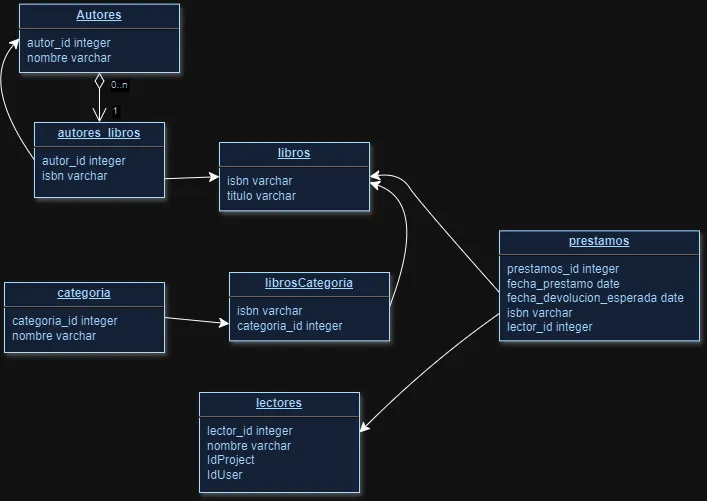 Autores
autor_id integer
nombre varchar
0..n
1
autores_libros
autor_id integer
isbn varchar
libros
isbn varchar
titulo varchar
prestamos
prestamos_id integer
fecha_prestamo date
fecha_devolucion_esperada date
isbn varchar
lector_id integer
librosCategoria
isbn varchar
categoria_id integer
categoria
categoria_id integer
nombre varchar
lectores
lector_id integer
nombre varchar
IdProject
IdUser